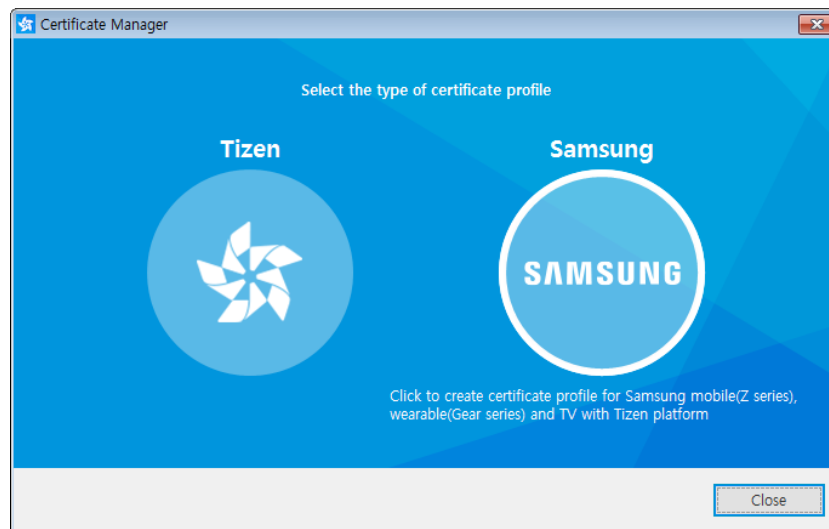 Certificate Manager
Select the type of certificate profile
Tizen
Samsung
SAMSUNG
Click to create certificate profile for Samsung mobile(Z series),
wearable(Gear series) and TV with Tizen platform
Close